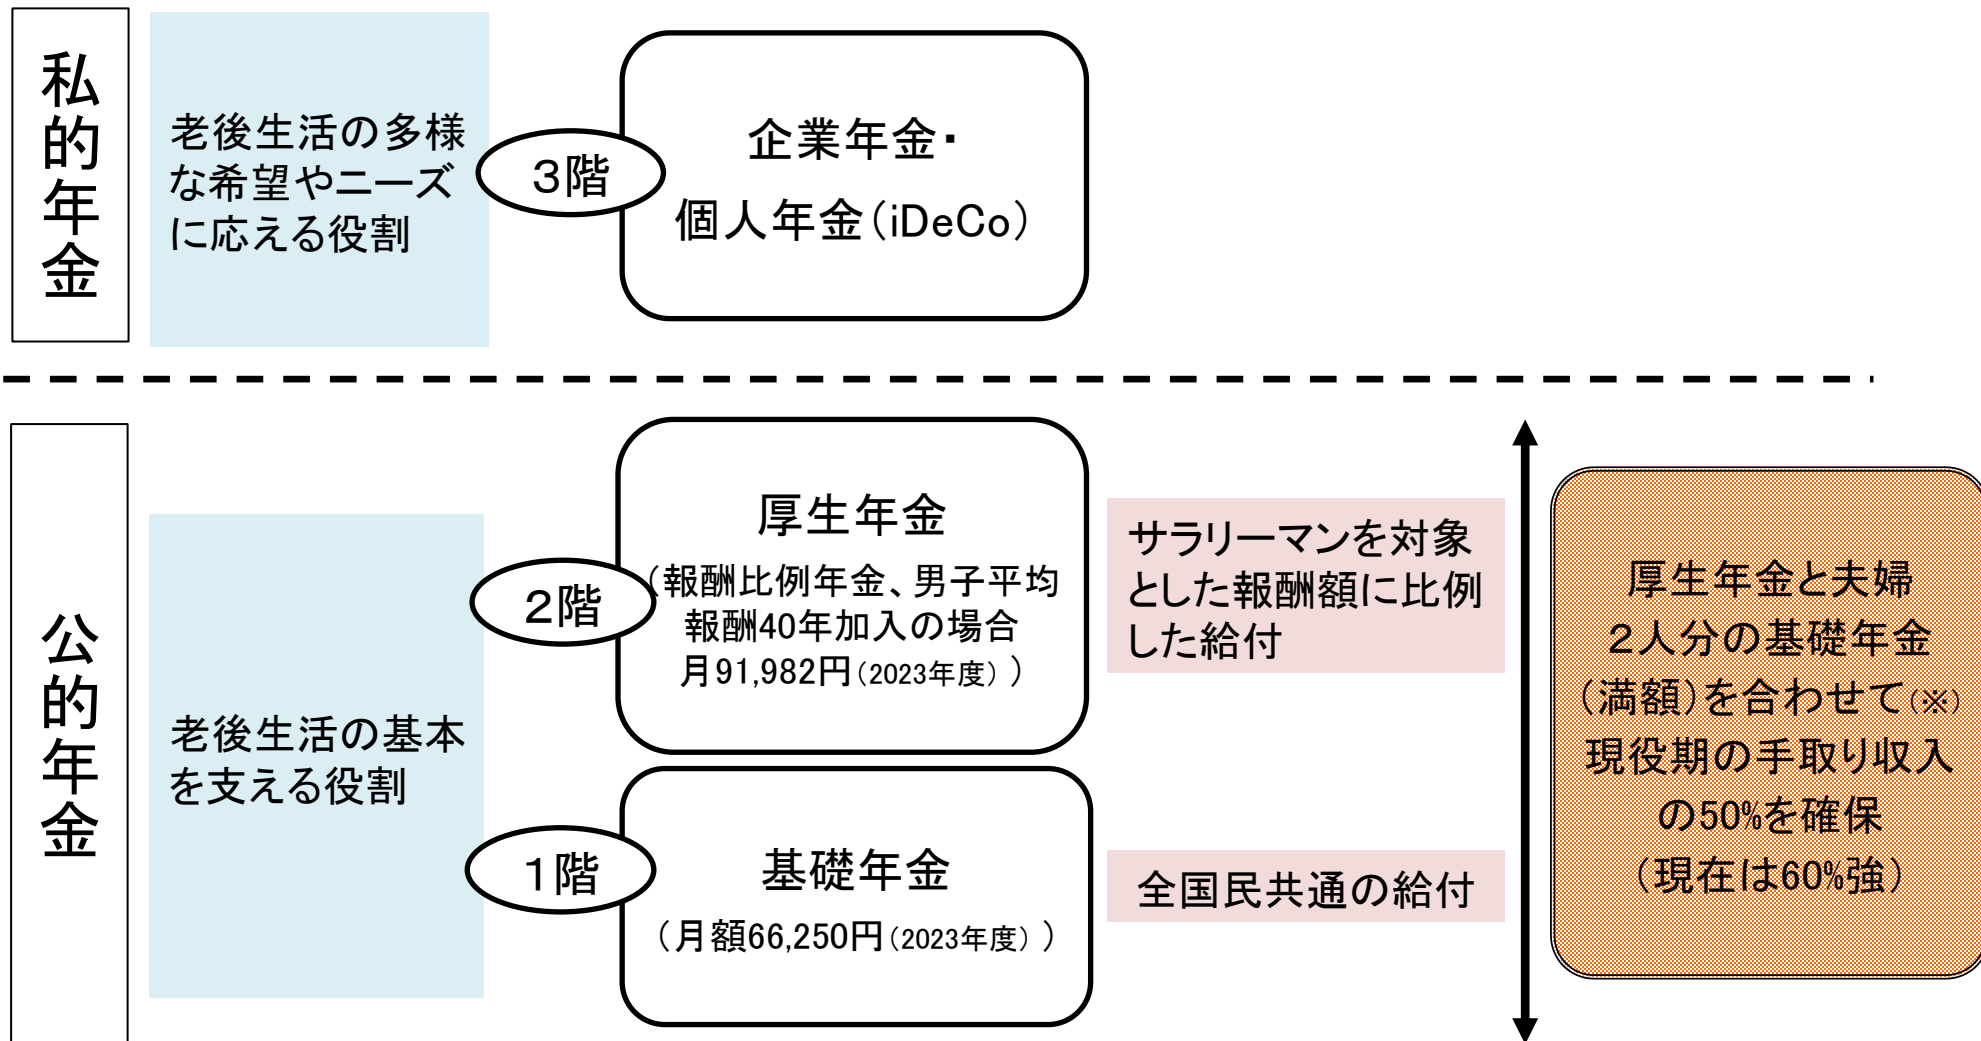 私的年金
老後生活の多様
な希望やニーズ
に応える役割
3階
企業年金・
個人年金(iDeCo)
公的年金
老後生活の基本
を支える役割
2階
厚生年金
(報酬比例年金、男子平均
報酬40年加入の場合
月91,982円(2023年度))
サラリーマンを対象
とした報酬額に比例
した給付
1階
基礎年金
(月額66,250円(2023年度))
全国民共通の給付
厚生年金と夫婦
2人分の基礎年金
(満額)を合わせて(※)
現役期の手取り収入
の50%を確保
(現在は60%強)